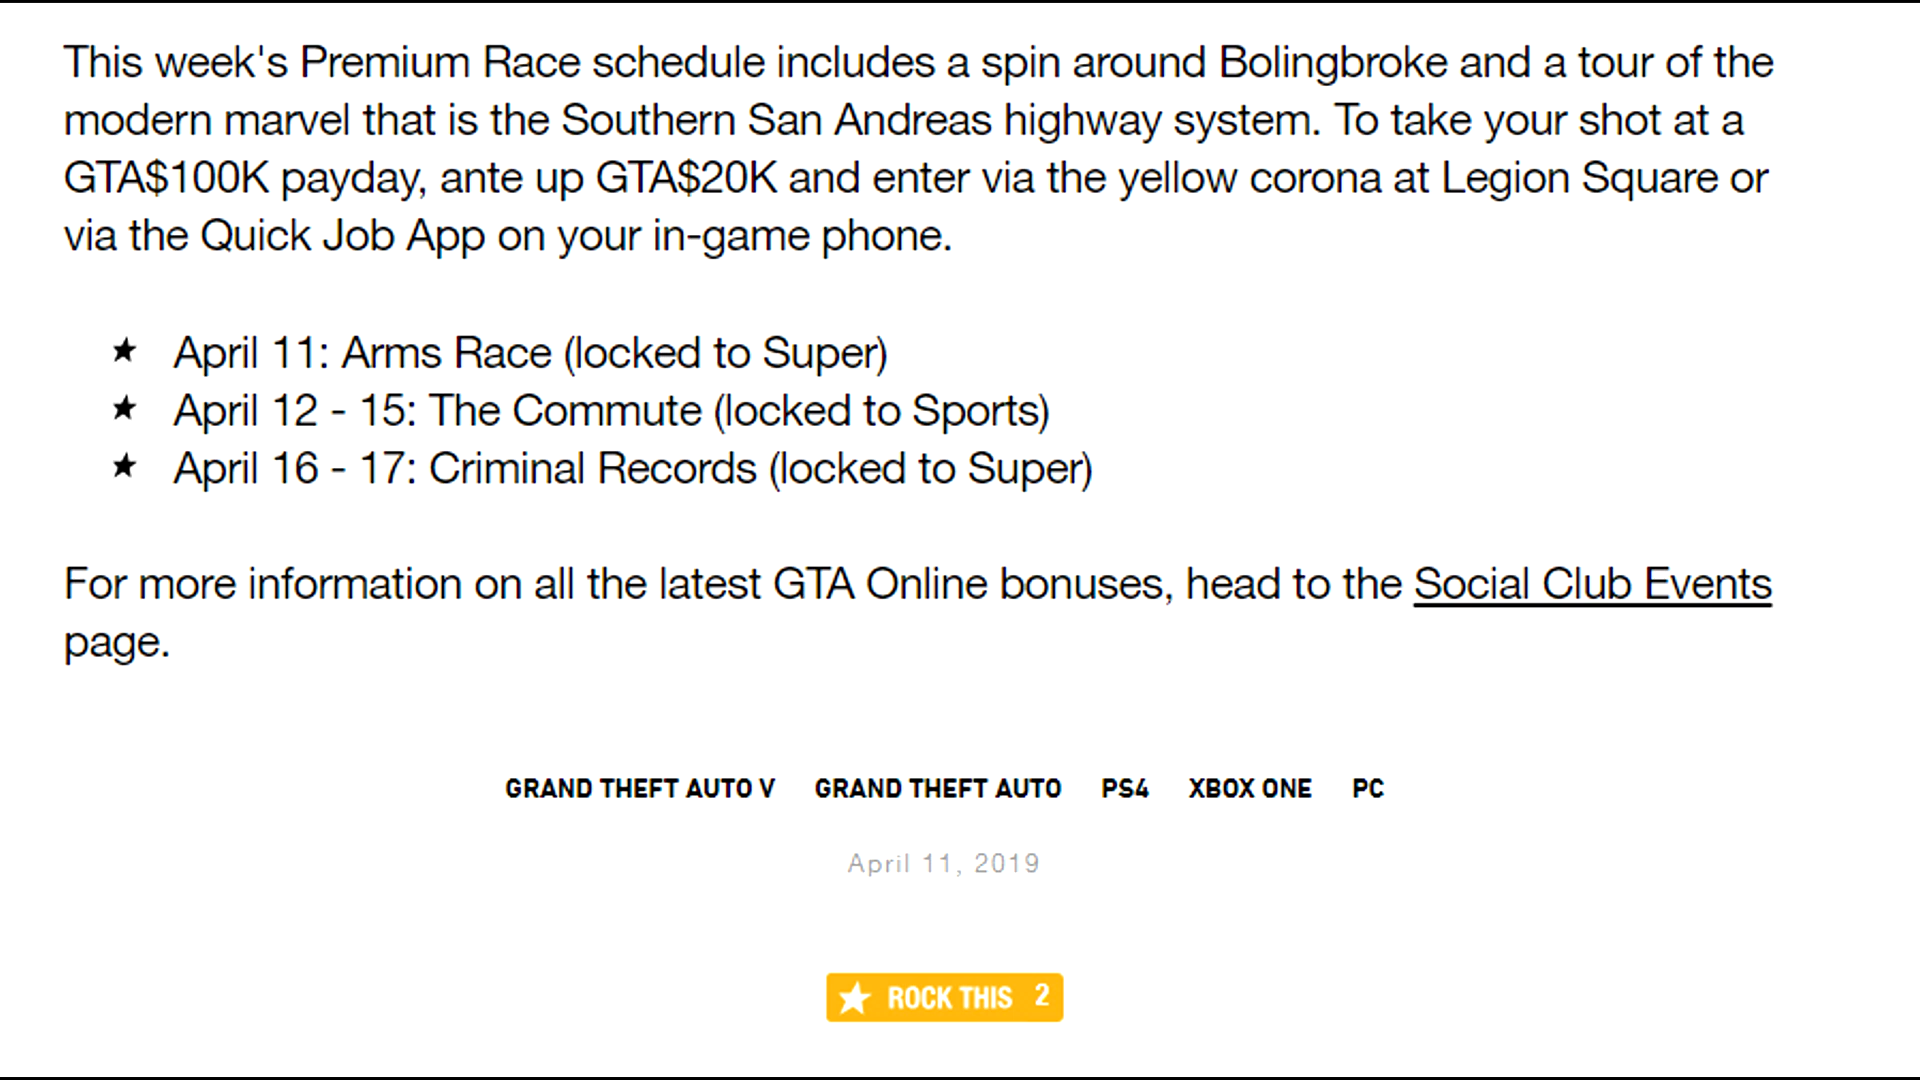 This week's Premium Race schedule includes a spin around Bolingbroke and a tour of the
modern marvel that is the Southern San Andreas highway system. To take your shot at a
GTA$100K payday, ante up GTA$20K and enter via the yellow corona at Legion Square or
via the Quick Job App on your in-game phone.
★ April 11: Arms Race (locked to Super)
★ April 12 - 15: The Commute (locked to Sports)
★ April 16 - 17: Criminal Records (locked to Super)
For more information on all the latest GTA Online bonuses, head to the Social Club Events
page.
GRAND THEFT AUTO V GRAND THEFT AUTO PS4 XBOX ONE PC
April 11, 2019
★ ROCK THIS 2